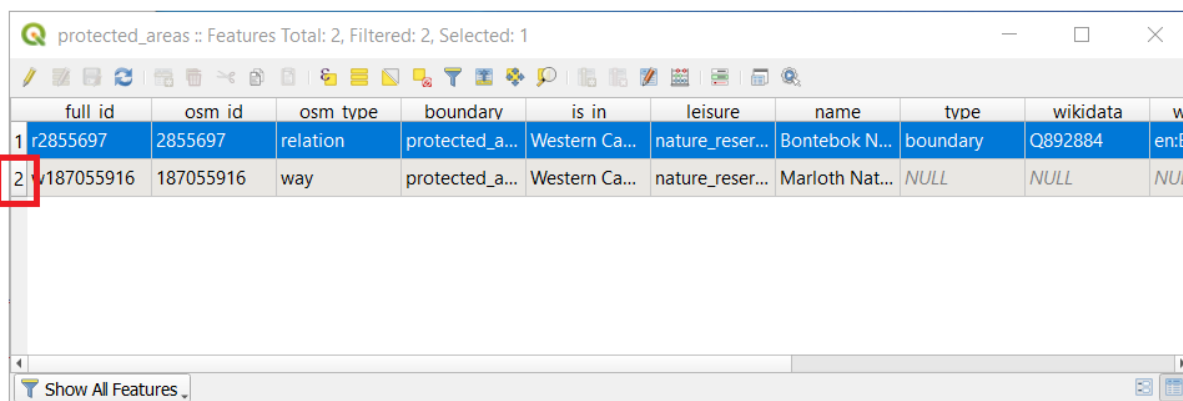 protected_areas :: Features Total: 2, Filtered: 2, Selected: 1
full_id osm_id osm_type boundary is_in leisure name type wikidata w
1 r2855697 2855697 relation protected_a... Western Ca... nature_reser... Bontebok N... boundary Q892884 en:B
2 w187055916 187055916 way protected_a... Western Ca... nature_reser... Marloth Nat... NULL NULL NUL
Show All Features